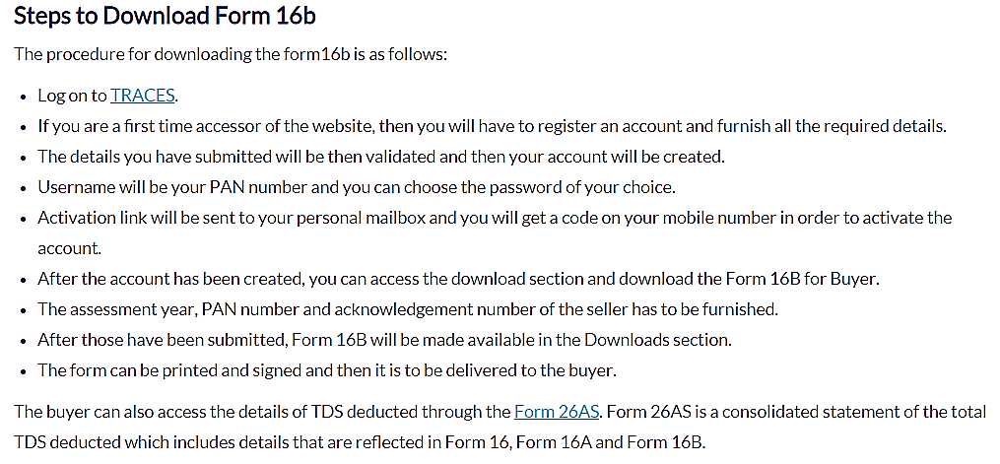 Steps to Download Form 16b
The procedure for downloading the form16b is as follows:
• Log on to TRACES.
• If you are a first time accessor of the website, then you will have to register an account and furnish all the required details.
• The details you have submitted will be then validated and then your account will be created.
• Username will be your PAN number and you can choose the password of your choice.
• Activation link will be sent to your personal mailbox and you will get a code on your mobile number in order to activate the
account.
• After the account has been created, you can access the download section and download the Form 16B for Buyer.
• The assessment year, PAN number and acknowledgement number of the seller has to be furnished.
• After those have been submitted, Form 16B will be made available in the Downloads section.
• The form can be printed and signed and then it is to be delivered to the buyer.
The buyer can also access the details of TDS deducted through the Form 26AS. Form 26AS is a consolidated statement of the total
TDS deducted which includes details that are reflected in Form 16, Form 16A and Form 16B.